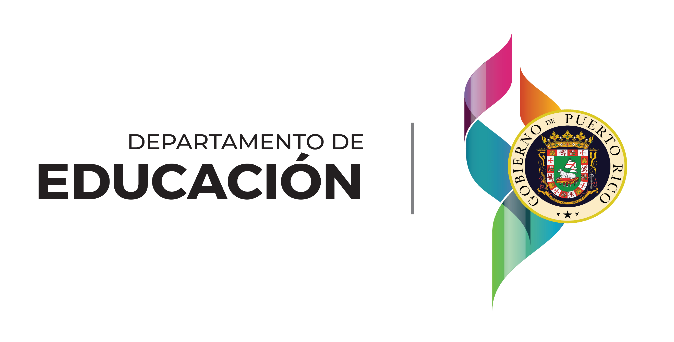 DEPARTAMENTO DE
EDUCACIÓN
GOBIERNO DE PUERTO RICO